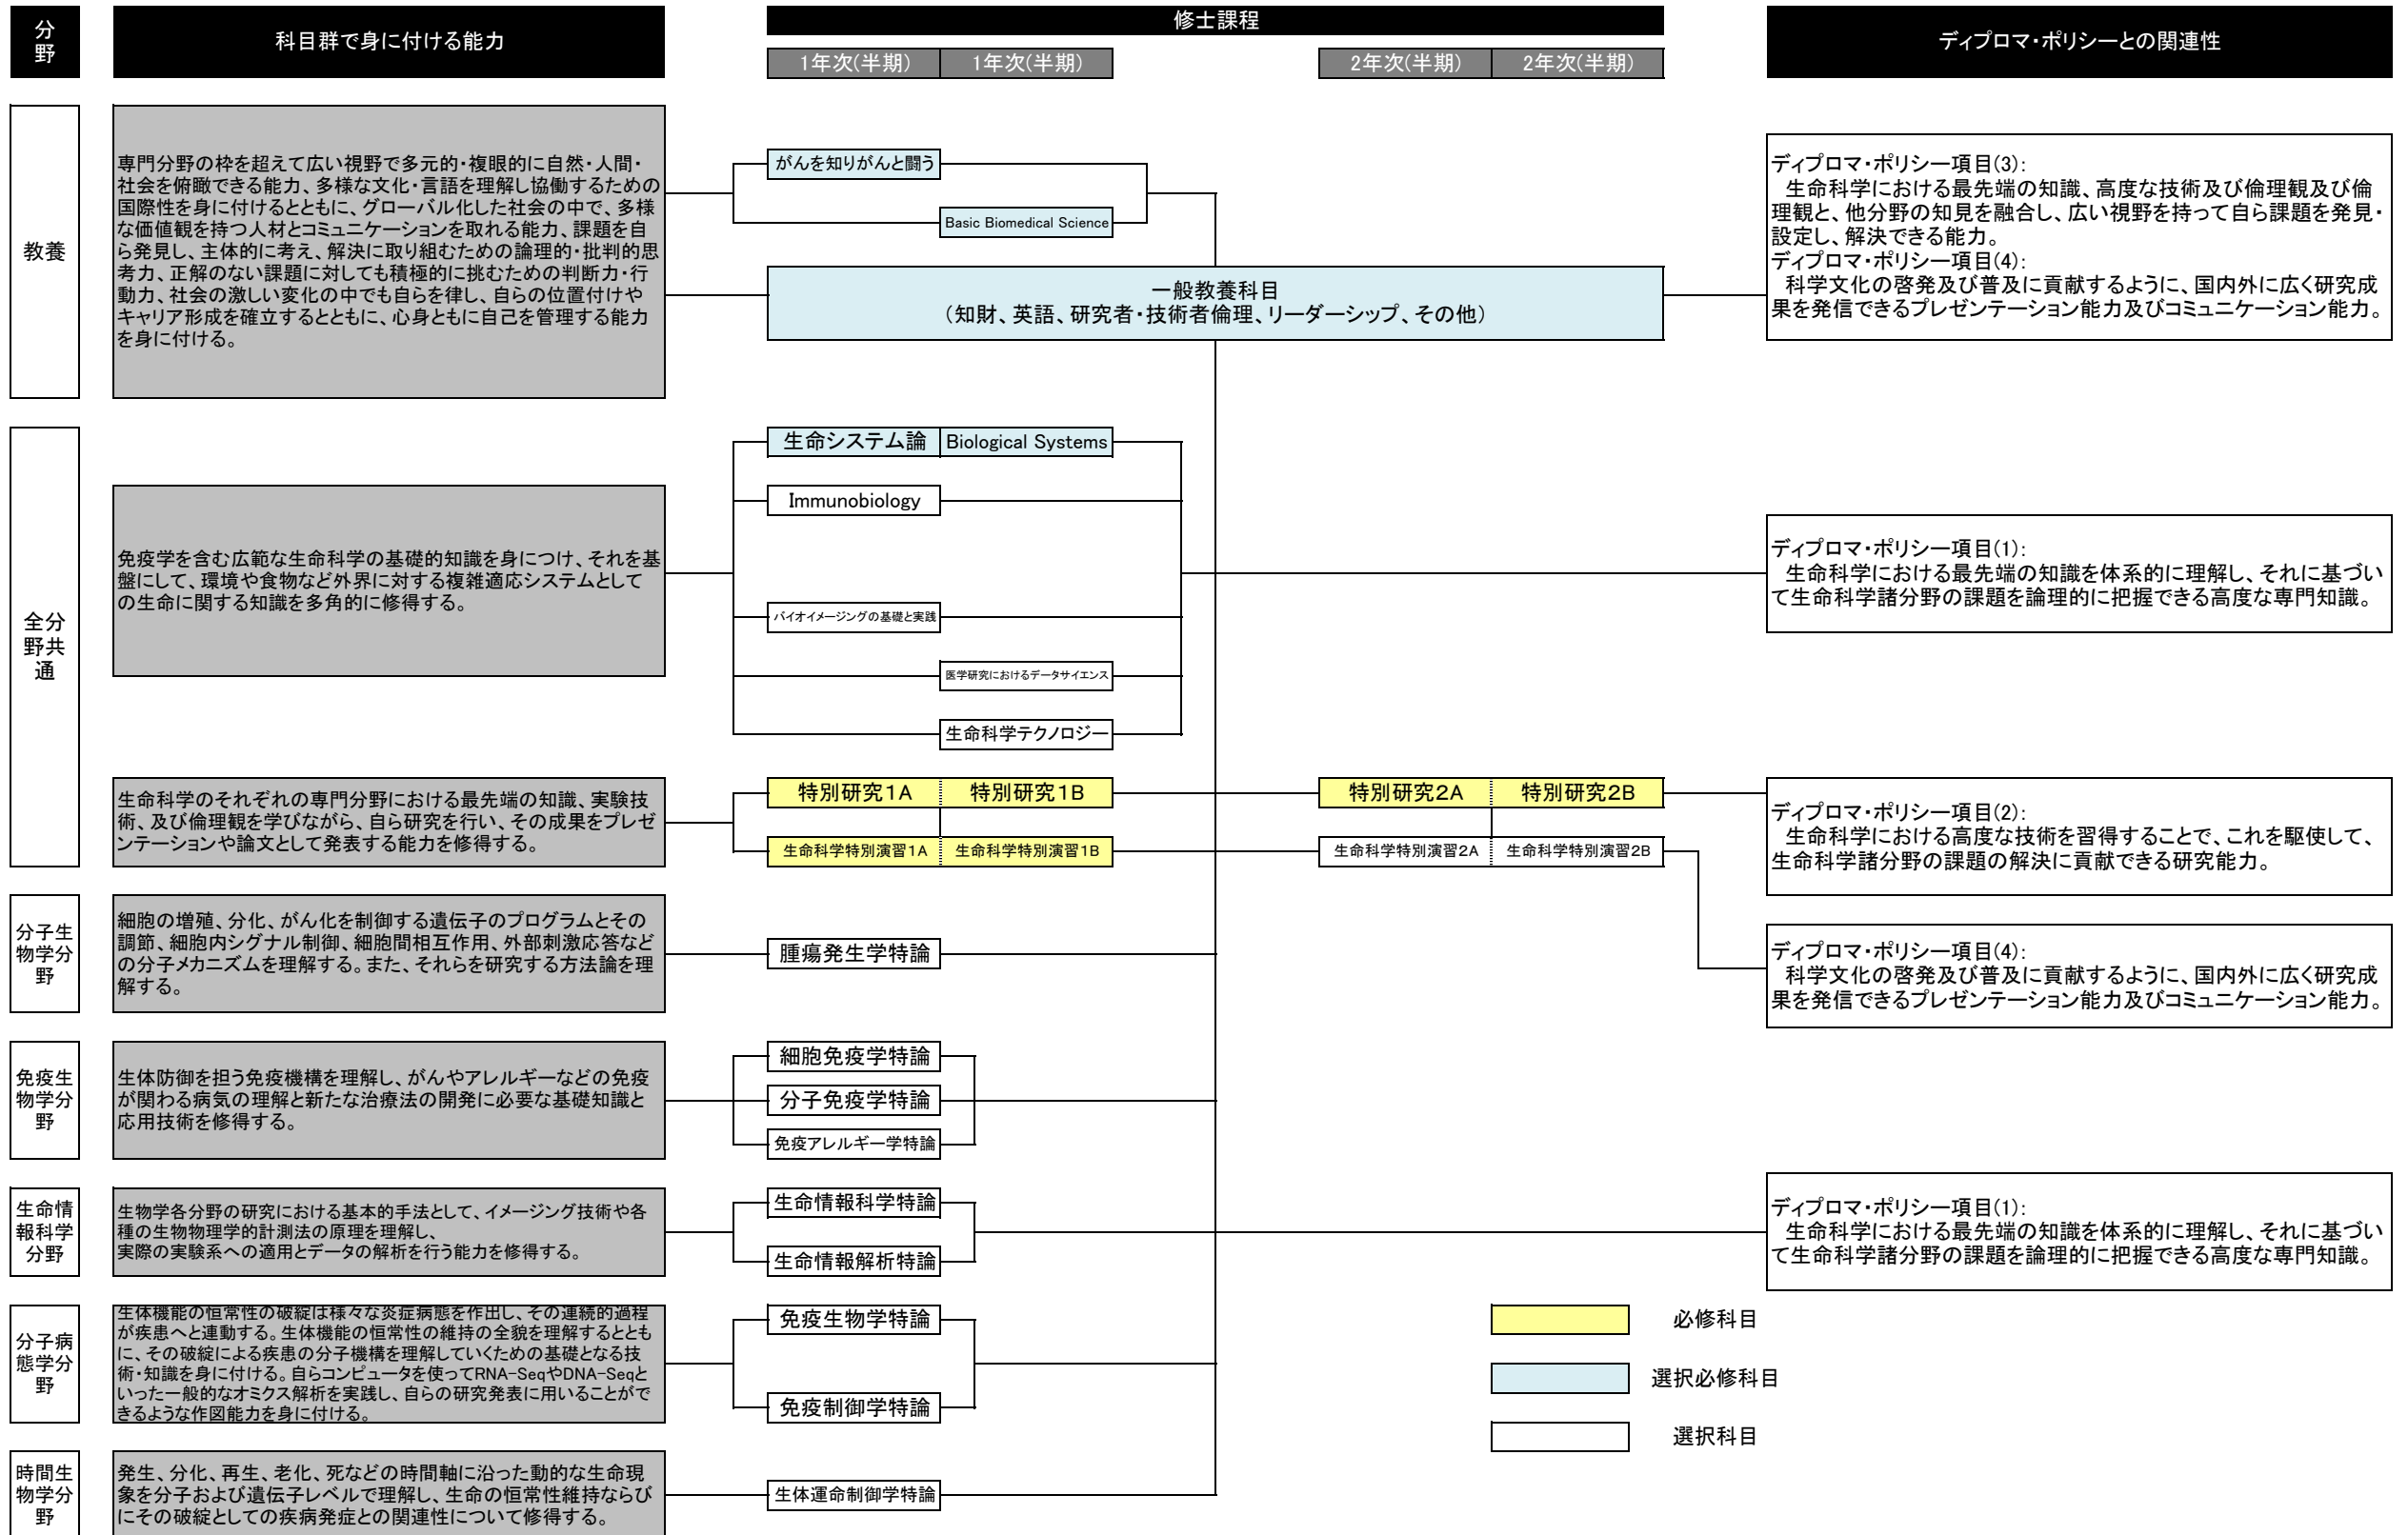 分
野
科目群で身に付ける能力
修士課程
1年次(半期)
1年次(半期)
2年次(半期)
2年次(半期)
ディプロマ・ポリシーとの関連性
教養
専門分野の枠を超えて広い視野で多元的・複眼的に自然・人間・
社会を俯瞰できる能力、多様な文化・言語を理解し協働するための
国際性を身に付けるとともに、グローバル化した社会の中で、多様
な価値観を持つ人材とコミュニケーションを取れる能力、課題を自
ら発見し、主体的に考え、解決に取り組むための論理的・批判的思
考力、正解のない課題に対しても積極的に挑むための判断力・行
動力、社会の激しい変化の中でも自らを律し、自らの位置付けや
キャリア形成を確立するとともに、心身ともに自己を管理する能力
を身に付ける。
がんを知りがんと闘う
Basic Biomedical Science
一般教養科目
（知財、英語、研究者・技術者倫理、リーダーシップ、その他）
ディプロマ・ポリシー項目(3)：
生命科学における最先端の知識、高度な技術及び倫理観及び倫
理観と、他分野の知見を融合し、広い視野を持って自ら課題を発見・
設定し、解決できる能力。
ディプロマ・ポリシー項目(4)：
科学文化の啓発及び普及に貢献するように、国内外に広く研究成
果を発信できるプレゼンテーション能力及びコミュニケーション能力。
全分
野共
通
免疫学を含む広範な生命科学の基礎的知識を身につけ、それを基
盤にして、環境や食物など外界に対する複雑適応システムとして
の生命に関する知識を多角的に修得する。
生命システム論
Biological Systems
Immunobiology
バイオイメージングの基礎と実践
医学研究におけるデータサイエンス
生命科学テクノロジー
ディプロマ・ポリシー項目(1)：
生命科学における最先端の知識を体系的に理解し、それに基づい
て生命科学諸分野の課題を論理的に把握できる高度な専門知識。
生命科学のそれぞれの専門分野における最先端の知識、実験技
術、及び倫理観を学びながら、自ら研究を行い、その成果をプレゼ
ンテーションや論文として発表する能力を修得する。
特別研究1A
特別研究1B
特別研究2A
特別研究2B
生命科学特別演習1A
生命科学特別演習1B
生命科学特別演習2A
生命科学特別演習2B
ディプロマ・ポリシー項目(2)：
生命科学における高度な技術を習得することで、これを駆使して、
生命科学諸分野の課題の解決に貢献できる研究能力。
分子生
物学分
野
細胞の増殖、分化、がん化を制御する遺伝子のプログラムとその
調節、細胞内シグナル制御、細胞間相互作用、外部刺激応答など
の分子メカニズムを理解する。また、それらを研究する方法論を理
解する。
腫瘍発生学特論
ディプロマ・ポリシー項目(4)：
科学文化の啓発及び普及に貢献するように、国内外に広く研究成
果を発信できるプレゼンテーション能力及びコミュニケーション能力。
免疫生
物学分
野
生体防御を担う免疫機構を理解し、がんやアレルギーなどの免疫
が関わる病気の理解と新たな治療法の開発に必要な基礎知識と
応用技術を修得する。
細胞免疫学特論
分子免疫学特論
免疫アレルギー学特論
生命情
報科学
分野
生物学各分野の研究における基本的手法として、イメージング技術や各
種の生物物理学的計測法の原理を理解し、
実際の実験系への適用とデータの解析を行う能力を修得する。
生命情報科学特論
生命情報解析特論
ディプロマ・ポリシー項目(1)：
生命科学における最先端の知識を体系的に理解し、それに基づい
て生命科学諸分野の課題を論理的に把握できる高度な専門知識。
分子病
態学分
野
生体機能の恒常性の破綻は様々な炎症病態を作出し、その連続的過程
が疾患へと連動する。生体機能の恒常性の維持の全貌を理解するととも
に、その破綻による疾患の分子機構を理解していくための基礎となる技
術・知識を身に付ける。自らコンピュータを使ってRNA-SeqやDNA-Seqと
いった一般的なオミクス解析を実践し、自らの研究発表に用いることがで
きるような作図能力を身に付ける。
免疫生物学特論
免疫制御学特論
必修科目
選択必修科目
選択科目
時間生
物学分
野
発生、分化、再生、老化、死などの時間軸に沿った動的な生命現
象を分子および遺伝子レベルで理解し、生命の恒常性維持ならび
にその破綻としての疾病発症との関連性について修得する。
生体運命制御学特論